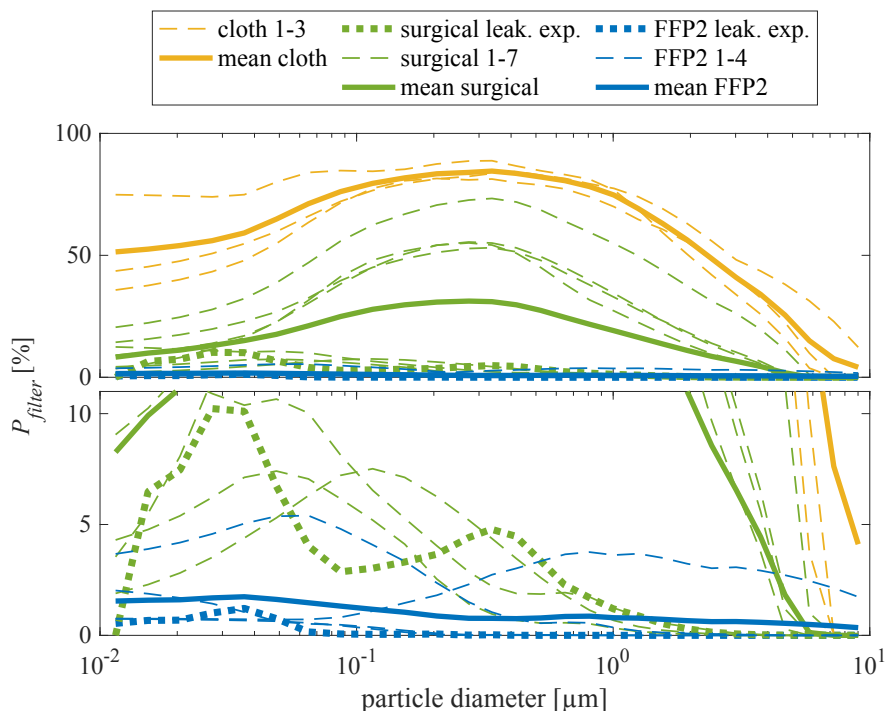 cloth 1-3 surgical leak. exp. FFP2 leak. exp.
mean cloth surgical 1-7 FFP2 1-4
mean surgical mean FFP2
100
50
0
P_filter [%]
10
5
0
10^-2 10^-1 10^0 10^1
particle diameter [µm]